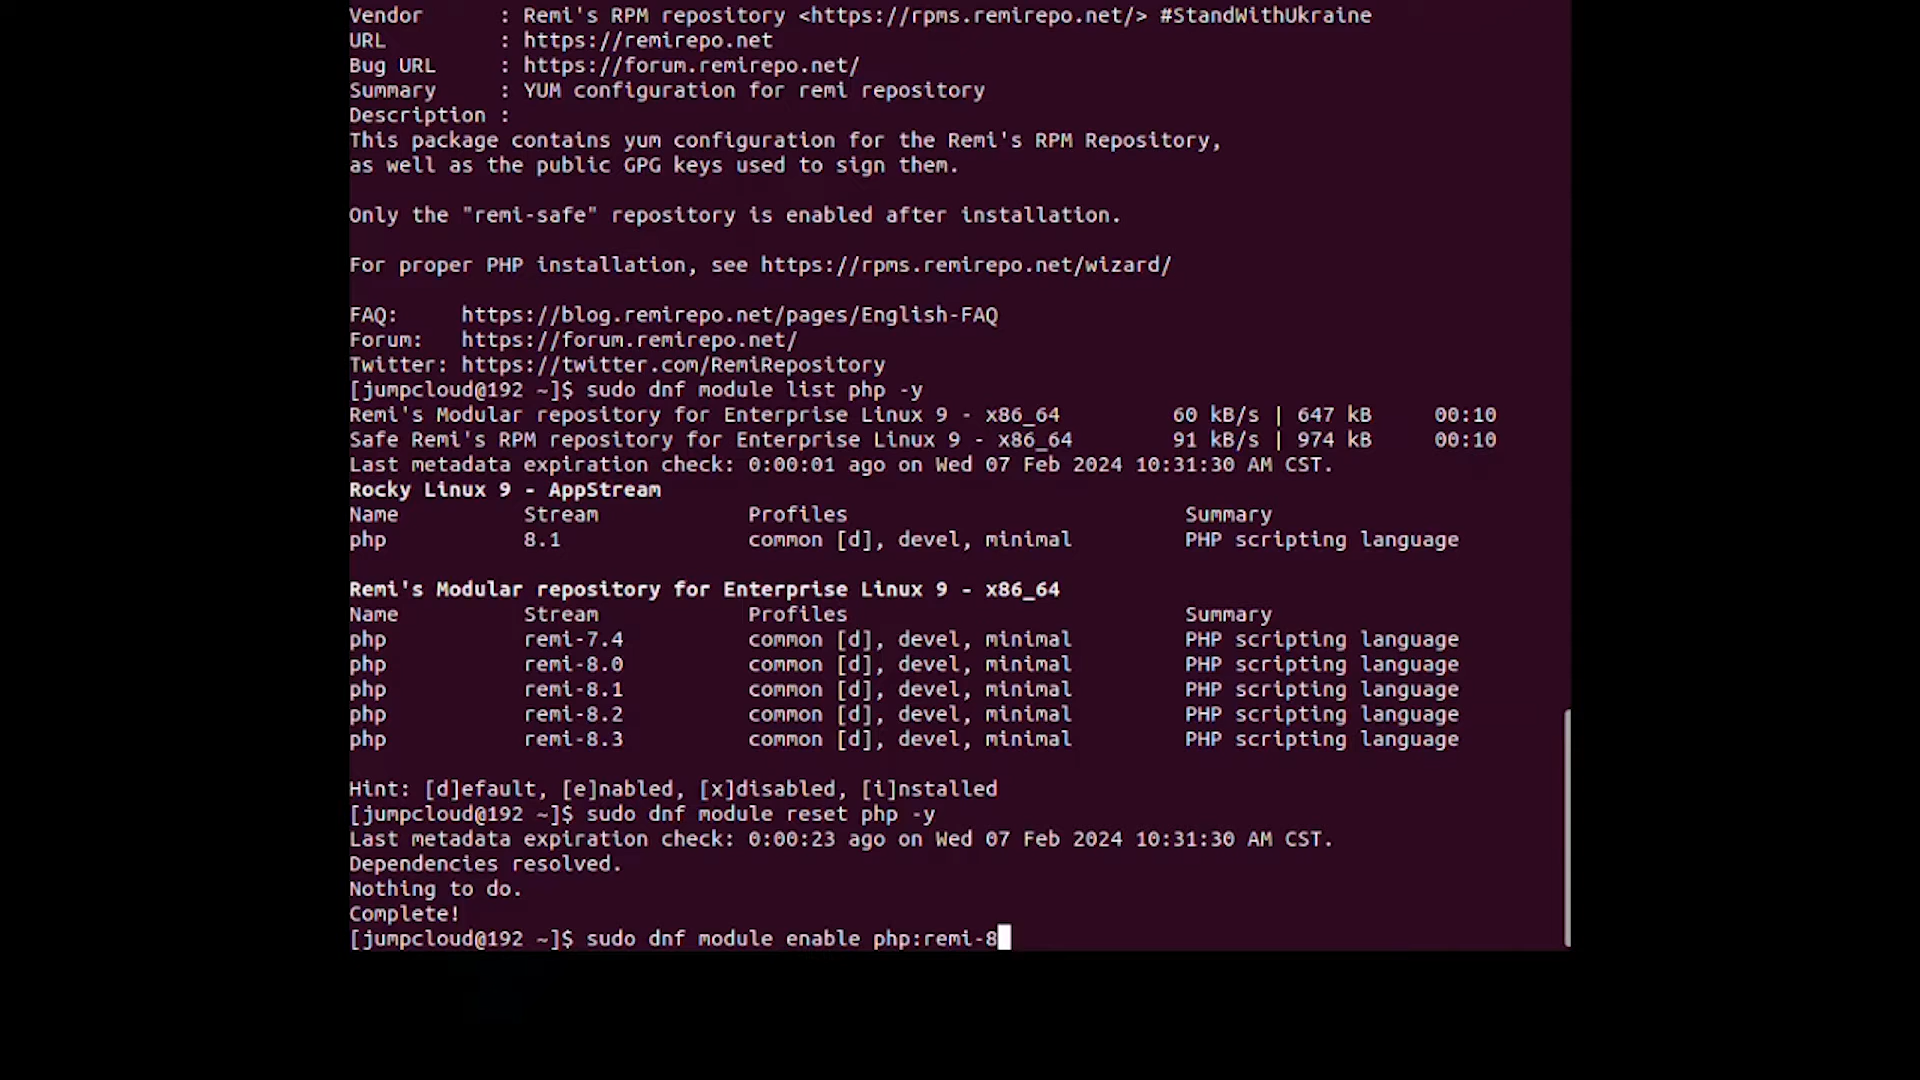 Vendor : Remi's RPM repository <https://rpms.remirepo.net/> #StandWithUkraine
URL : https://remirepo.net
Bug URL : https://forum.remirepo.net/
Summary : YUM configuration for remi repository
Description :
This package contains yum configuration for the Remi's RPM Repository,
as well as the public GPG keys used to sign them.
Only the "remi-safe" repository is enabled after installation.
For proper PHP installation, see https://rpms.remirepo.net/wizard/
FAQ: https://blog.remirepo.net/pages/English-FAQ
Forum: https://forum.remirepo.net/
Twitter: https://twitter.com/RemiRepository
[jumpcloud@192 ~]$ sudo dnf module list php -y
Remi's Modular repository for Enterprise Linux 9 - x86_64 60 kB/s | 647 kB 00:10
Safe Remi's RPM repository for Enterprise Linux 9 - x86_64 91 kB/s | 974 kB 00:10
Last metadata expiration check: 0:00:01 ago on Wed 07 Feb 2024 10:31:30 AM CST.
Rocky Linux 9 - AppStream
Name Stream Profiles Summary
php 8.1 common [d], devel, minimal PHP scripting language
Remi's Modular repository for Enterprise Linux 9 - x86_64
Name Stream Profiles Summary
php remi-7.4 common [d], devel, minimal PHP scripting language
php remi-8.0 common [d], devel, minimal PHP scripting language
php remi-8.1 common [d], devel, minimal PHP scripting language
php remi-8.2 common [d], devel, minimal PHP scripting language
php remi-8.3 common [d], devel, minimal PHP scripting language
Hint: [d]efault, [e]nabled, [x]disabled, [i]nstalled
[jumpcloud@192 ~]$ sudo dnf module reset php -y
Last metadata expiration check: 0:00:23 ago on Wed 07 Feb 2024 10:31:30 AM CST.
Dependencies resolved.
Nothing to do.
Complete!
[jumpcloud@192 ~]$ sudo dnf module enable php:remi-8